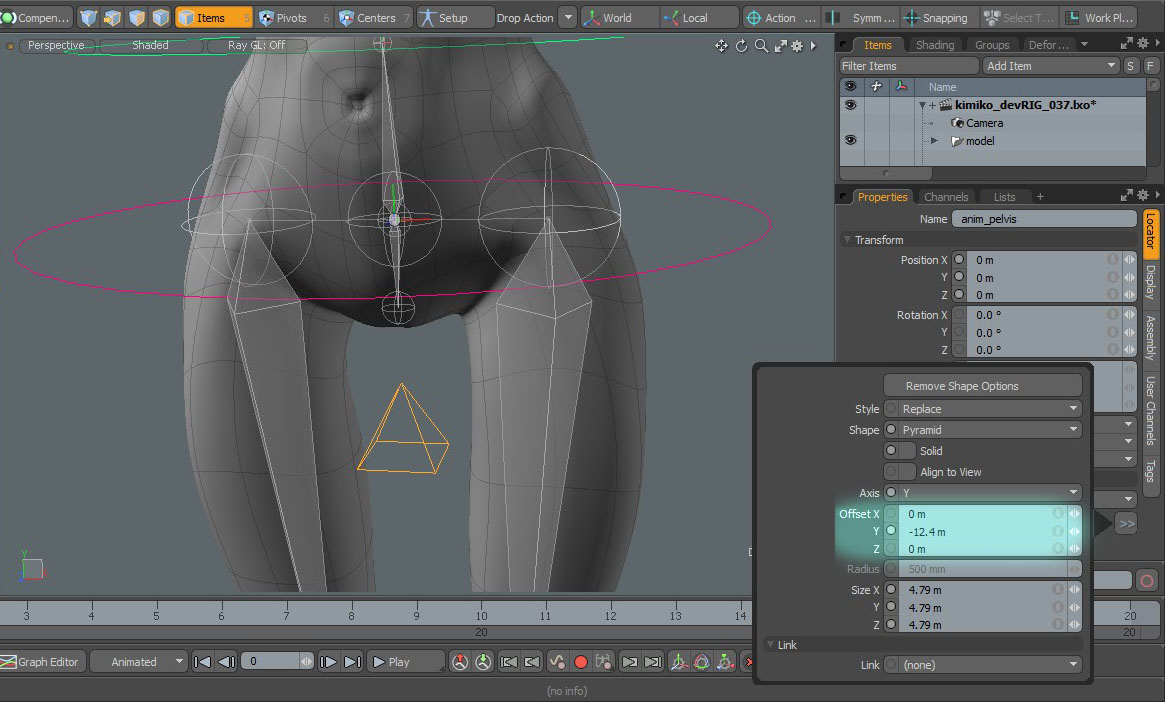 Compen... Items 5 Pivots 6 Centers 7 Setup Drop Action World Local Action ... Symm ... Snapping Select T... Work Pl...
Perspective Shaded Ray GL: Off
Items Shading Groups Defor ...
Filter Items Add Item S F
Name
kimiko_devRIG_037.lxo*
Camera
model
Properties Channels Lists +
Name anim_pelvis
Transform
Position X 0 m
Y 0 m
Z 0 m
Rotation X 0.0 °
Y 0.0 °
Z 0.0 °
Locator
Display
Assembly
User Channels
Tags
Remove Shape Options
Style Replace
Shape Pyramid
Solid
Align to View
Axis Y
Offset X 0 m
Y -12.4 m
Z 0 m
>>
Radius 500 mm
Size X 4.79 m
Y 4.79 m
Z 4.79 m
Link
Link (none)
Y
3 4 5 6 7 8 9 10 11 12 13 14 20
20 20
Graph Editor Animated 0 Play
(no info)